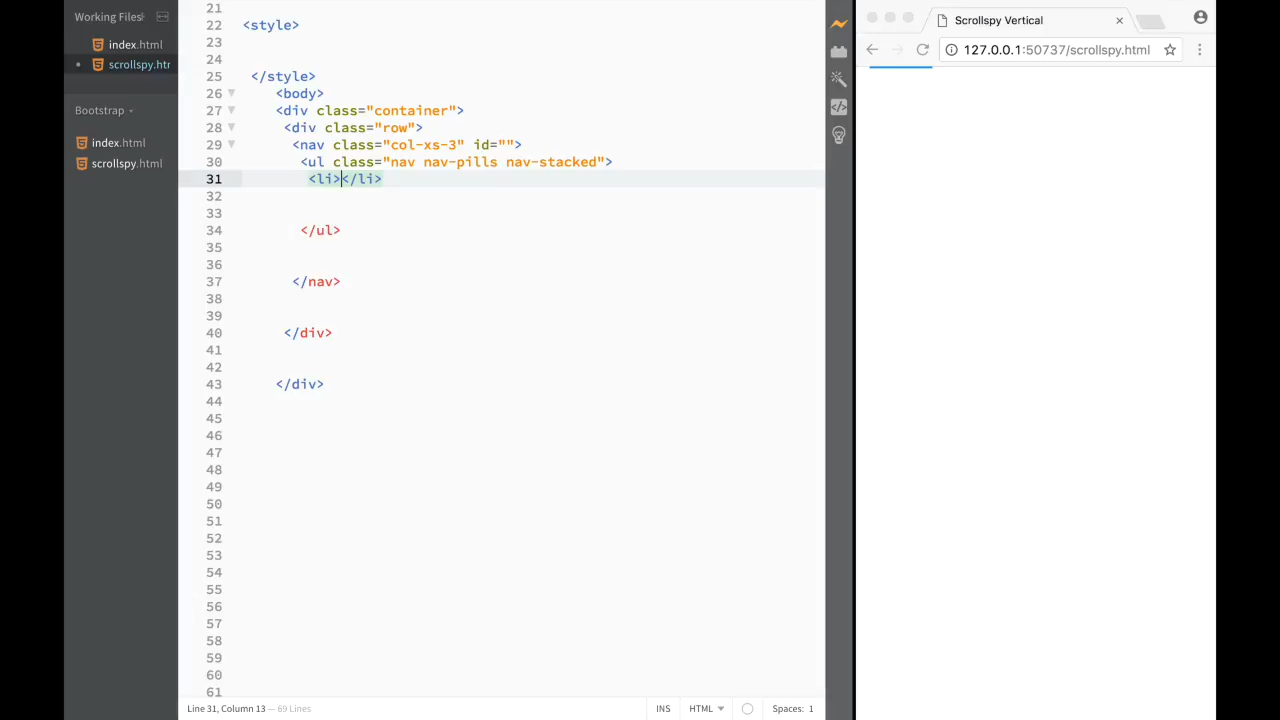 Working Files
index.html
scrollspy.htr
Bootstrap
index.html
scrollspy.html
21
22 <style>
23
24
25 </style>
26 <body>
27 <div class="container">
28 <div class="row">
29 <nav class="col-xs-3" id="">
30 <ul class="nav nav-pills nav-stacked">
31 <li></li>
32
33
34 </ul>
35
36
37 </nav>
38
39
40 </div>
41
42
43 </div>
44
45
46
47
48
49
50
51
52
53
54
55
56
57
58
59
60
61
Line 31, Column 13 — 69 Lines
INS HTML Spaces: 1
Scrollspy Vertical
127.0.0.1:50737/scrollspy.html